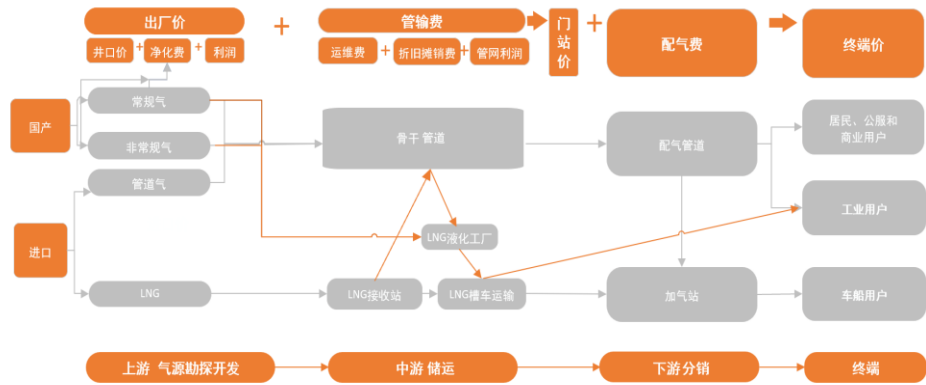 出厂价
+
管输费
+
井口价
+
净化费
+
利润
运维费
+
折旧摊销费
+
管网利润
门
站
价
配气费
终端价
国产
常规气
非常规气
管道气
骨干 管道
配气管道
居民、公服和
商业用户
工业用户
进口
LNG液化工厂
LNG
LNG接收站
LNG槽车运输
加气站
车船用户
上游 气源勘探开发
中游 储运
下游 分销
终端